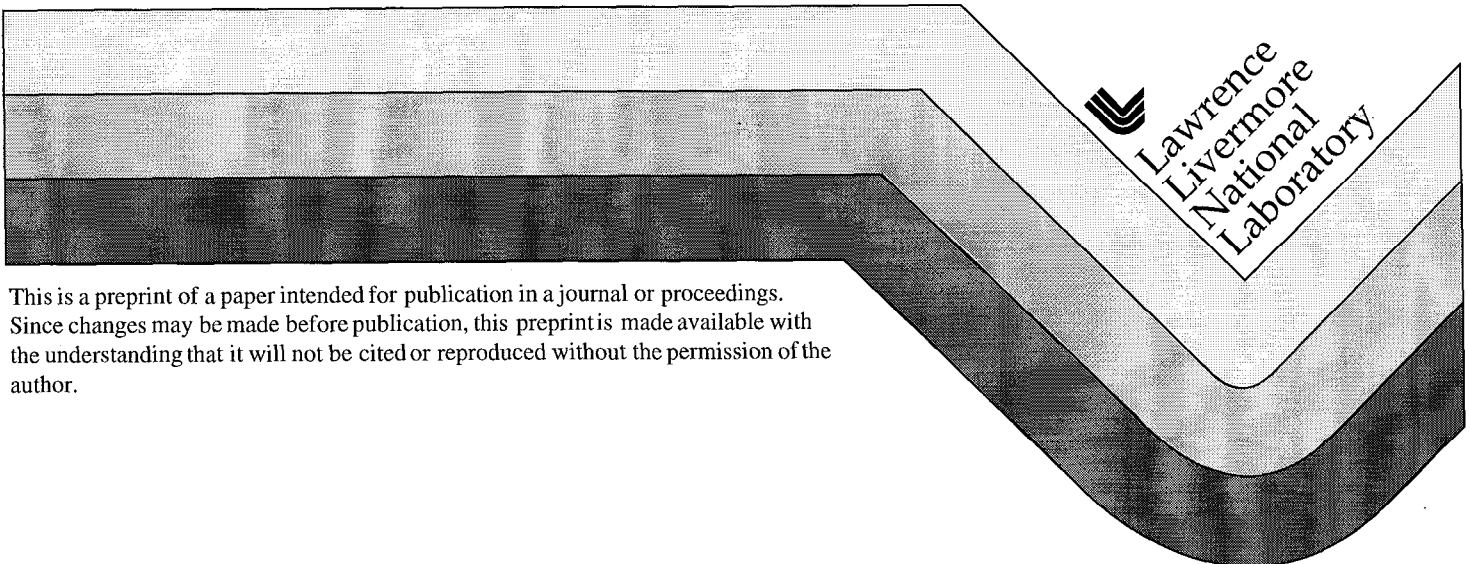 Lawrence
Livermore
National
Laboratory
This is a preprint of a paper intended for publication in a journal or proceedings.
Since changes may be made before publication, this preprint is made available with
the understanding that it will not be cited or reproduced without the permission of the
author.